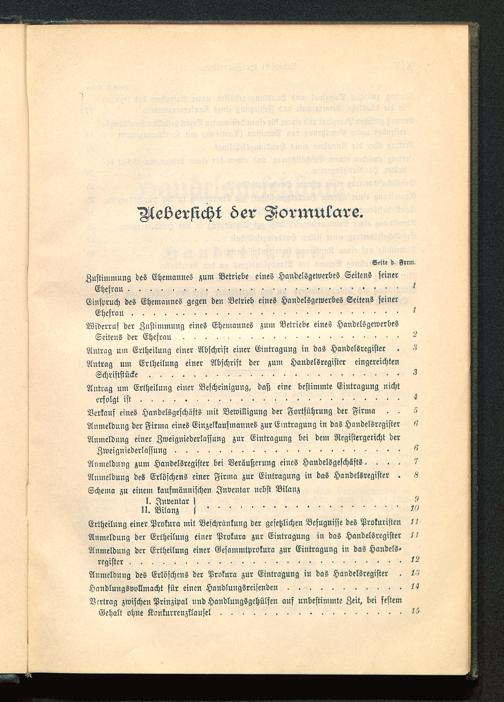 Uebersicht der Formulare.
Seite d. Form.
Zustimmung des Ehemannes zum Betriebe eines Handelsgewerbes Seitens seiner
Ehefrau . . . . . . . . . . 1
Einspruch des Ehemannes gegen den Betrieb eines Handelsgewerbes Seitens seiner
Ehefrau . . . . . . . . . . 1
Widerruf der Zustimmung eines Ehemannes zum Betriebe eines Handelsgewerbes
Seitens der Ehefrau . . . . . . . . . . 2
Antrag um Ertheilung einer Abschrift einer Eintragung in das Handelsregister . 3
Antrag um Ertheilung einer Abschrift der zum Handelsregister eingereichten
Schriftstücke . . . . . . . . . . 3
Antrag um Ertheilung einer Bescheinigung, daß eine bestimmte Eintragung nicht
erfolgt ist . . . . . . . . . . 4
Verkauf eines Handelsgeschäfts mit Bewilligung der Fortführung der Firma . . 5
Anmeldung der Firma eines Einzelkaufmannes zur Eintragung in das Handelsregister 6
Anmeldung einer Zweigniederlassung zur Eintragung bei dem Registergericht der
Zweigniederlassung . . . . . . . . . . 6
Anmeldung zum Handelsregister bei Veräußerung eines Handelsgeschäfts . . . . 7
Anmeldung des Erlöschens einer Firma zur Eintragung in das Handelsregister . 8
Schema zu einem kaufmännischen Inventar nebst Bilanz
I. Inventar . . . . . . . . . . 9
II. Bilanz . . . . . . . . . . 10
Ertheilung einer Prokura mit Beschränkung der gesetzlichen Befugnisse des Prokuristen 11
Anmeldung der Ertheilung einer Prokura zur Eintragung in das Handelsregister 11
Anmeldung der Ertheilung einer Gesammtprokura zur Eintragung in das Handels-
register . . . . . . . . . . 12
Anmeldung des Erlöschens der Prokura zur Eintragung in das Handelsregister . 13
Handlungsvollmacht für einen Handlungsreisenden . . . . . . . . . . 14
Vertrag zwischen Prinzipal und Handlungsgehülfen auf unbestimmte Zeit, bei festem
Gehalt ohne Konkurrenzklausel . . . . . . . . . . 15